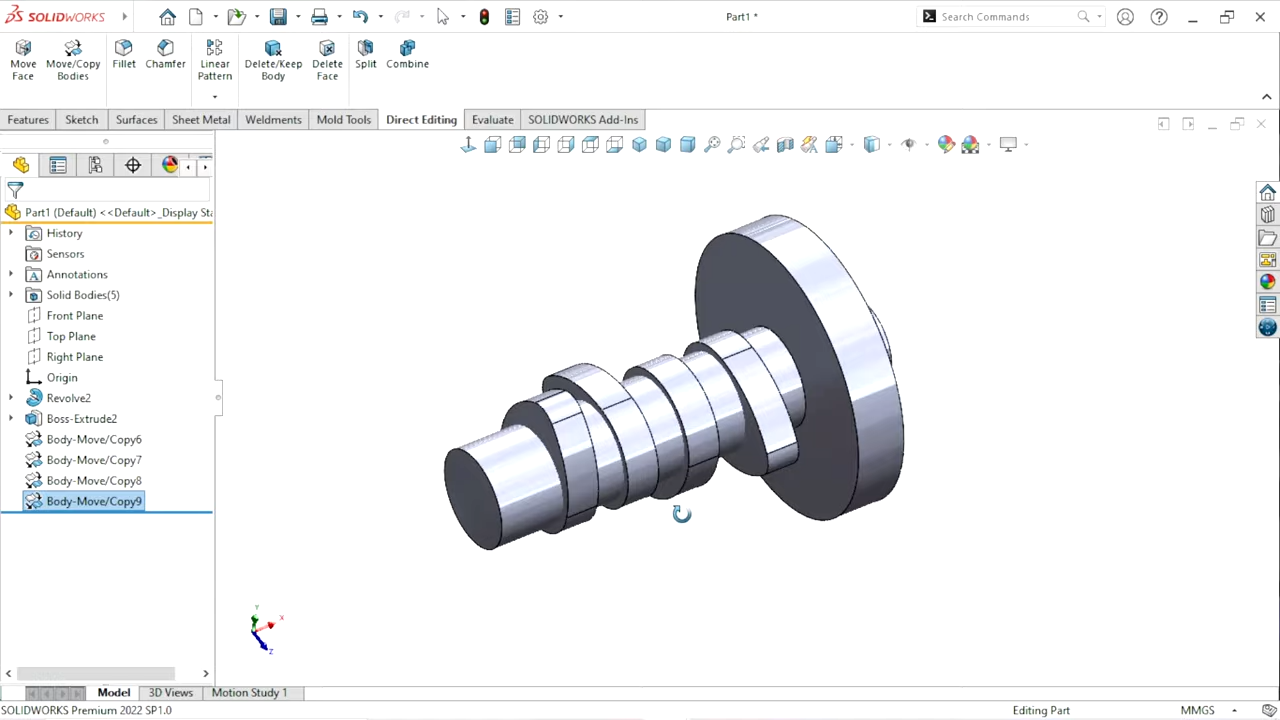 SOLIDWORKS
Part1 *
Search Commands
Move Face
Move/Copy Bodies
Fillet
Chamfer
Linear Pattern
Delete/Keep Body
Delete Face
Split
Combine
Features
Sketch
Surfaces
Sheet Metal
Weldments
Mold Tools
Direct Editing
Evaluate
SOLIDWORKS Add-Ins
Part1 (Default) <<Default>_Display Sta
History
Sensors
Annotations
Solid Bodies(5)
Front Plane
Top Plane
Right Plane
Origin
Revolve2
Boss-Extrude2
Body-Move/Copy6
Body-Move/Copy7
Body-Move/Copy8
Body-Move/Copy9
Y
X
Z
Model
3D Views
Motion Study 1
SOLIDWORKS Premium 2022 SP1.0
Editing Part
MMGS